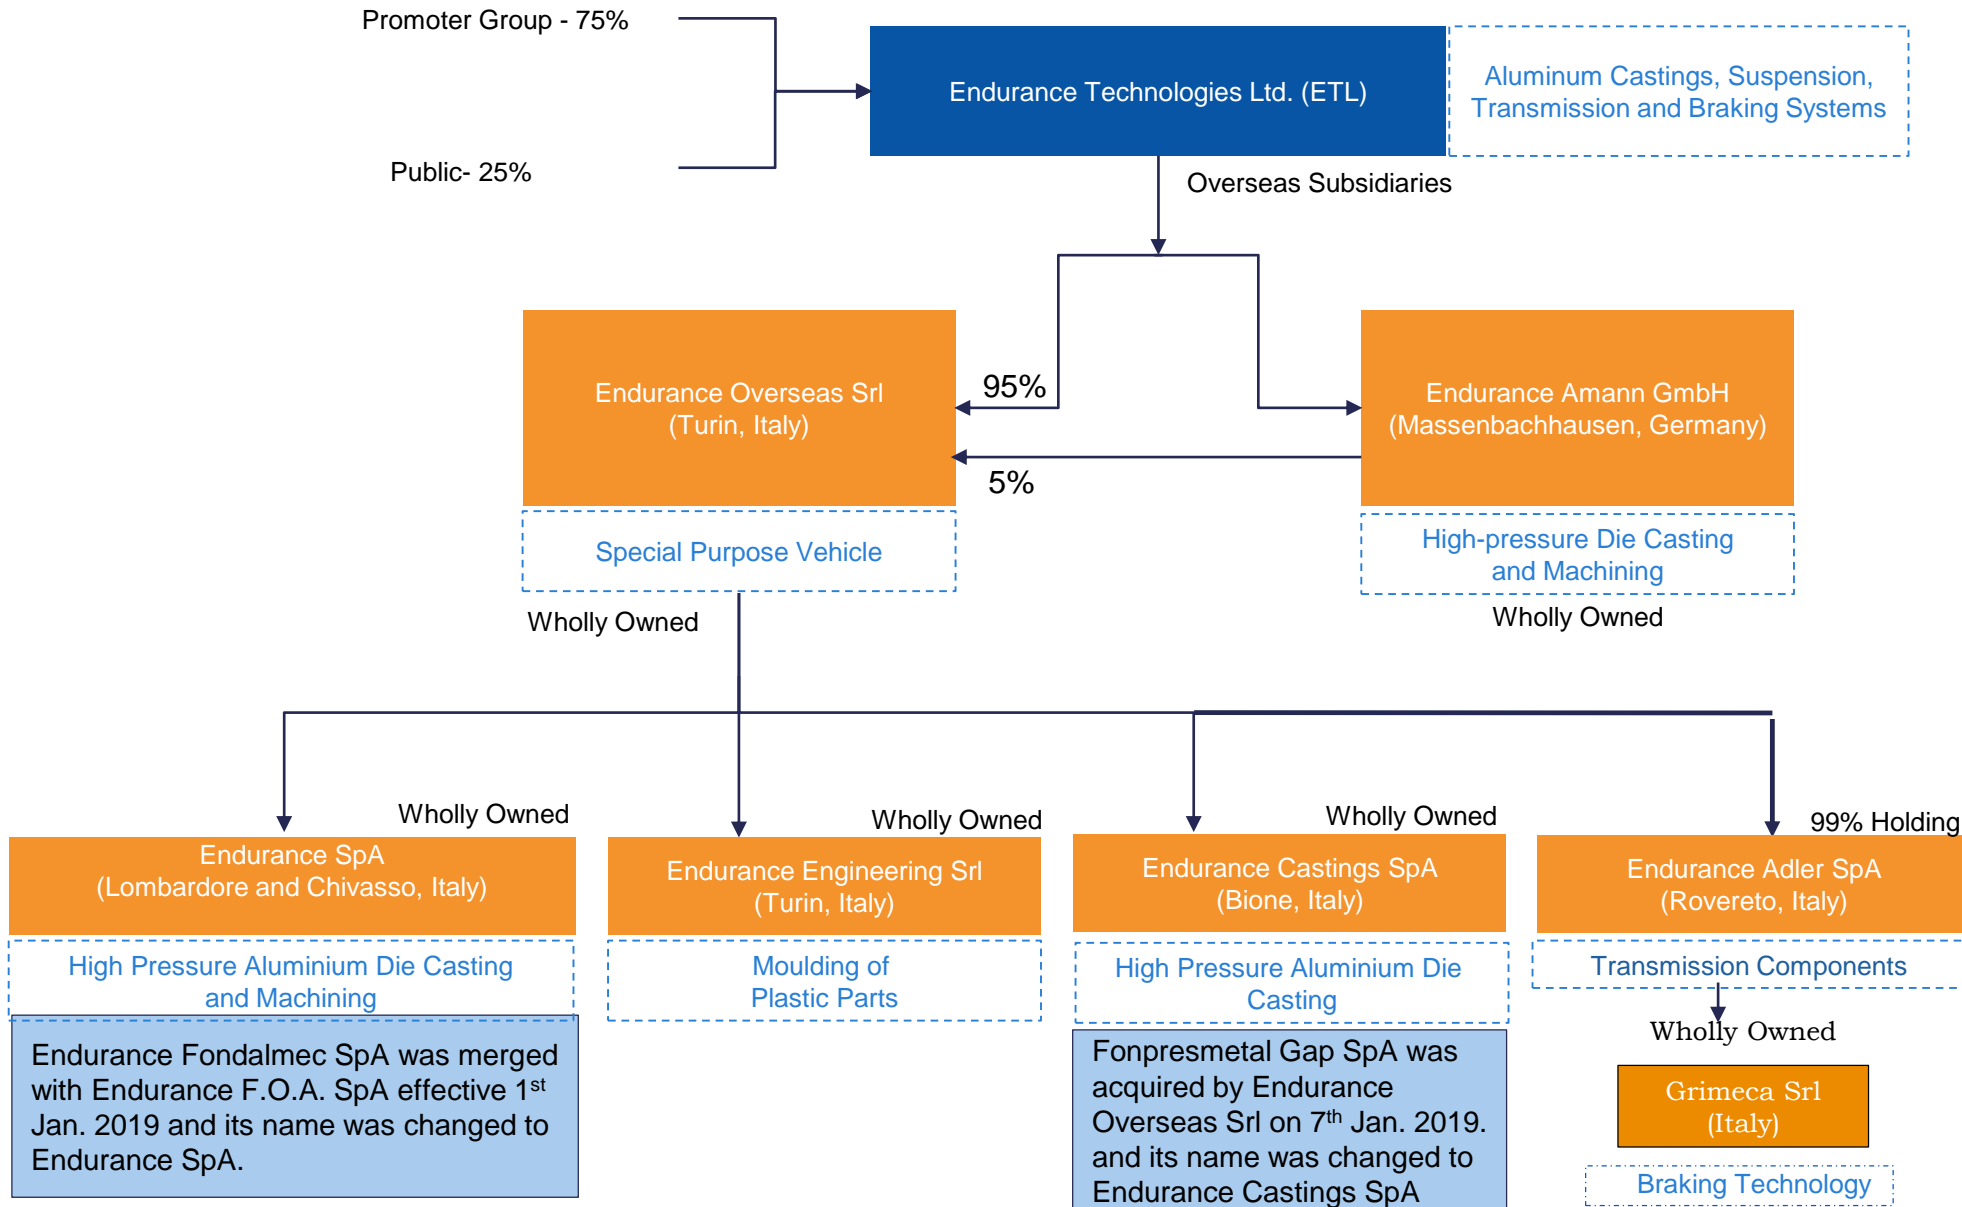 Promoter Group - 75%
Public- 25%
Endurance Technologies Ltd. (ETL)
Aluminum Castings, Suspension,
Transmission and Braking Systems
Overseas Subsidiaries
Endurance Overseas Srl
(Turin, Italy)
95%
5%
Endurance Amann GmbH
(Massenbachhausen, Germany)
Special Purpose Vehicle
High-pressure Die Casting
and Machining
Wholly Owned
Wholly Owned
Wholly Owned
Wholly Owned
Wholly Owned
99% Holding
Endurance SpA
(Lombardore and Chivasso, Italy)
Endurance Engineering Srl
(Turin, Italy)
Endurance Castings SpA
(Bione, Italy)
Endurance Adler SpA
(Rovereto, Italy)
High Pressure Aluminium Die Casting
and Machining
Moulding of
Plastic Parts
High Pressure Aluminium Die
Casting
Transmission Components
Endurance Fondalmec SpA was merged
with Endurance F.O.A. SpA effective 1st
Jan. 2019 and its name was changed to
Endurance SpA.
Fonpresmetal Gap SpA was
acquired by Endurance
Overseas Srl on 7th Jan. 2019.
and its name was changed to
Endurance Castings SpA
Wholly Owned
Grimeca Srl
(Italy)
Braking Technology